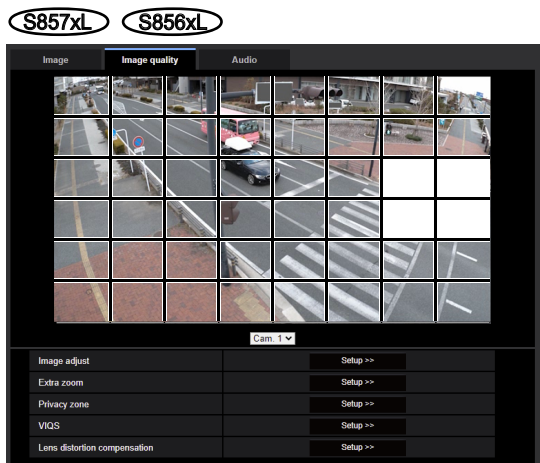 S857xL S856xL
Image Image quality Audio
Cam. 1
Image adjust Setup >>
Extra zoom Setup >>
Privacy zone Setup >>
VIQS Setup >>
Lens distortion compensation Setup >>